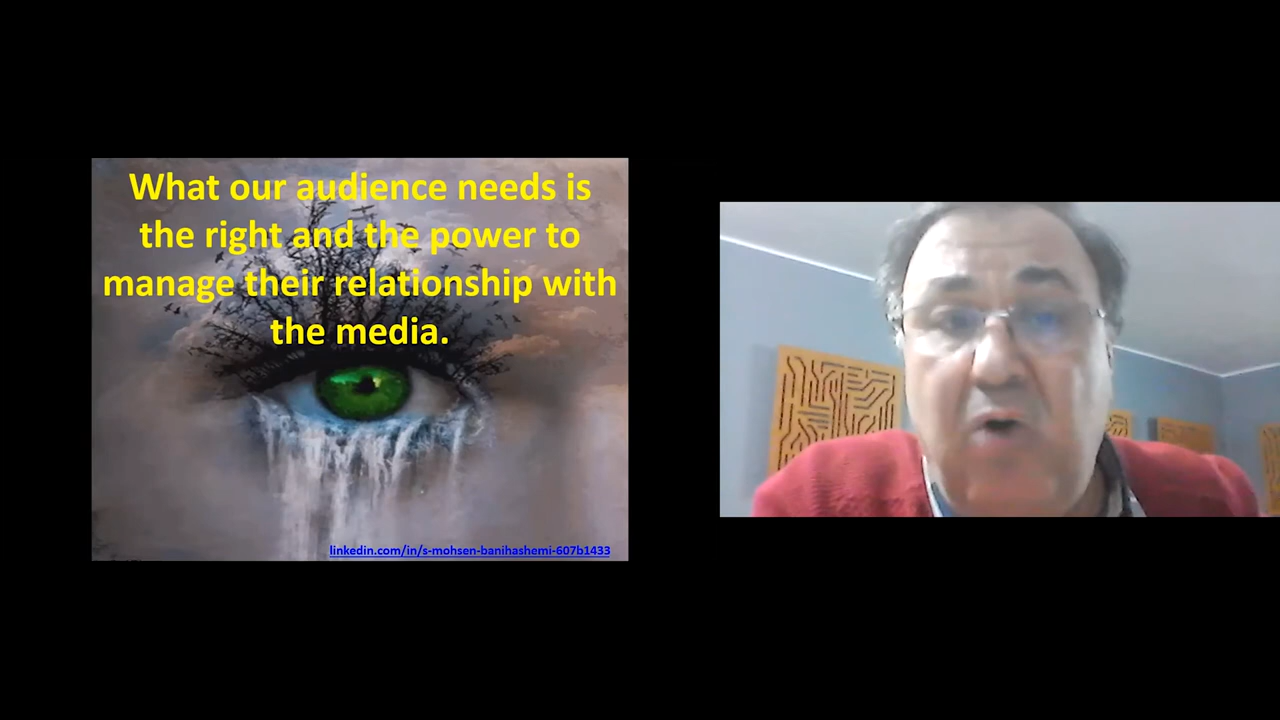 What our audience needs is
the right and the power to
manage their relationship with
the media.
linkedin.com/in/s-mohsen-banihashemi-607b1433